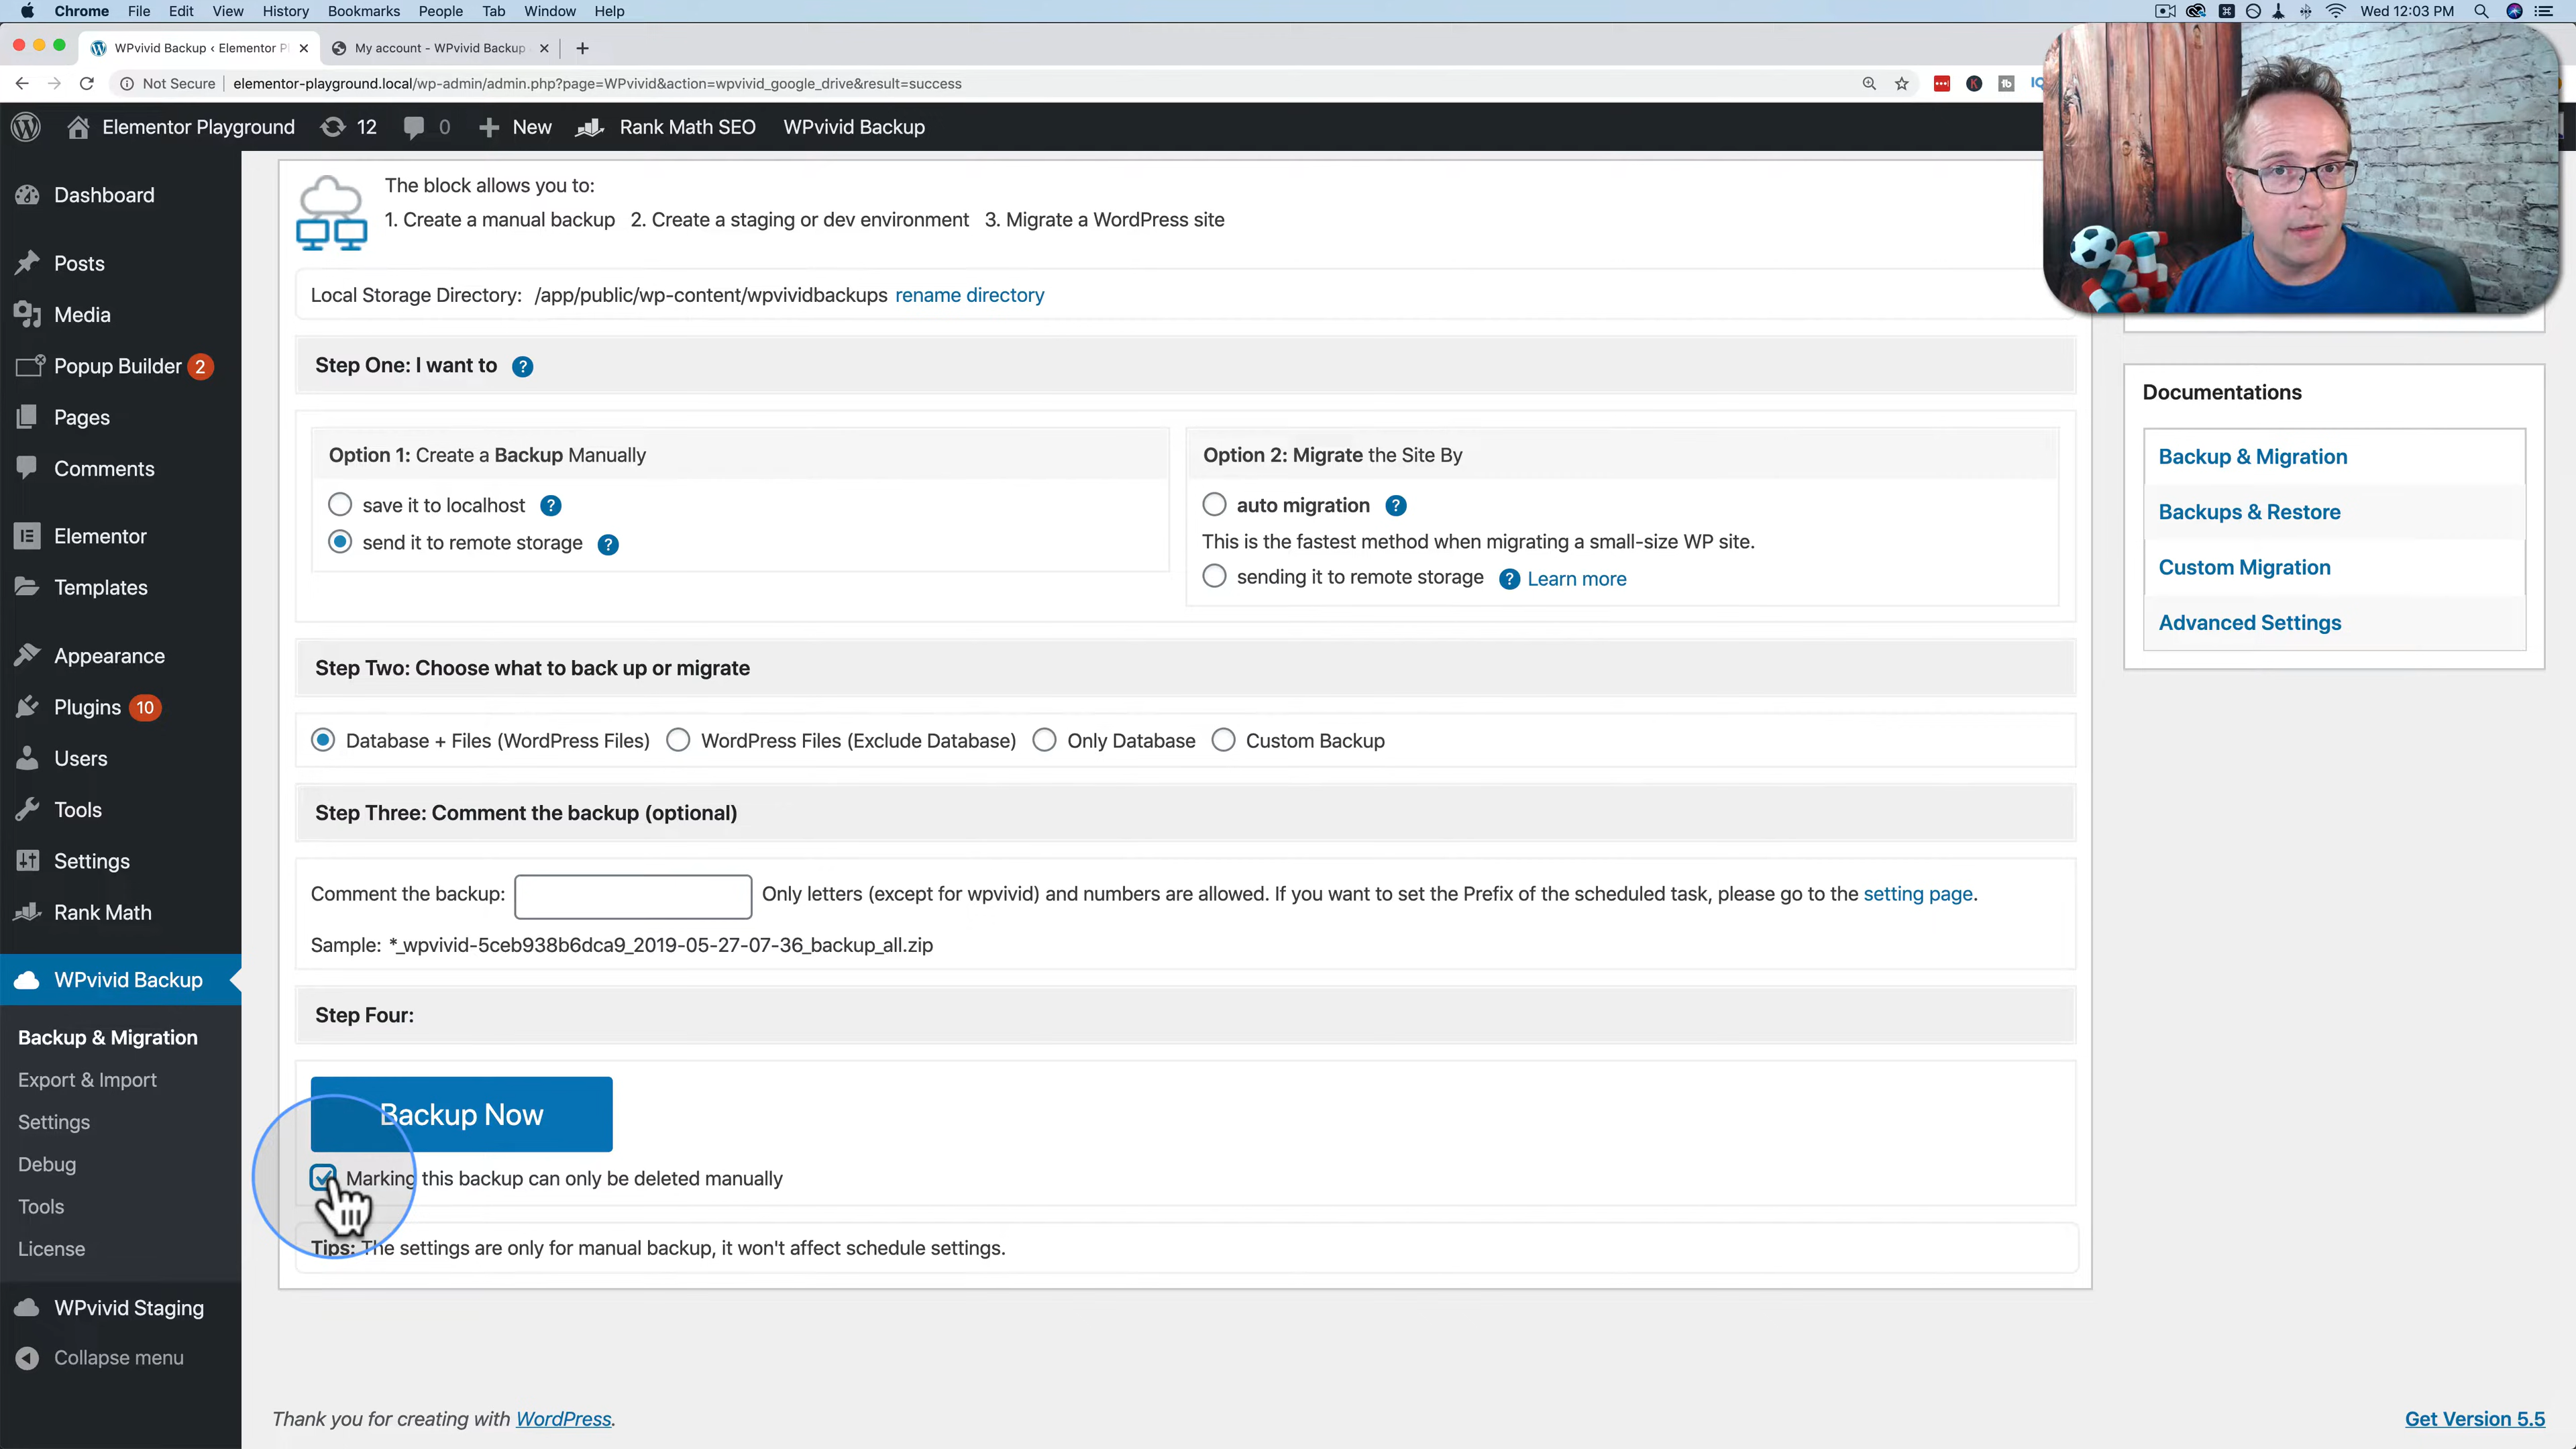 Chrome File Edit View History Bookmarks People Tab Window Help Wed 12:03 PM
WPvivid Backup ‹ Elementor Pl My account - WPvivid Backup
Not Secure elementor-playground.local/wp-admin/admin.php?page=WPvivid&action=wpvivid_google_drive&result=success
Elementor Playground 12 0 New Rank Math SEO WPvivid Backup
Dashboard
Posts
Media
Popup Builder 2
Pages
Comments
Elementor
Templates
Appearance
Plugins 10
Users
Tools
Settings
Rank Math
WPvivid Backup
Backup & Migration
Export & Import
Settings
Debug
Tools
License
WPvivid Staging
Collapse menu
The block allows you to:
1. Create a manual backup 2. Create a staging or dev environment 3. Migrate a WordPress site
Local Storage Directory: /app/public/wp-content/wpvividbackups rename directory
Step One: I want to ?
Option 1: Create a Backup Manually
save it to localhost ?
send it to remote storage ?
Option 2: Migrate the Site By
auto migration ?
This is the fastest method when migrating a small-size WP site.
sending it to remote storage ? Learn more
Step Two: Choose what to back up or migrate
Database + Files (WordPress Files) WordPress Files (Exclude Database) Only Database Custom Backup
Step Three: Comment the backup (optional)
Comment the backup: Only letters (except for wpvivid) and numbers are allowed. If you want to set the Prefix of the scheduled task, please go to the setting page.
Sample: *_wpvivid-5ceb938b6dca9_2019-05-27-07-36_backup_all.zip
Step Four:
Backup Now
Marking this backup can only be deleted manually
Tips: The settings are only for manual backup, it won't affect schedule settings.
Documentations
Backup & Migration
Backups & Restore
Custom Migration
Advanced Settings
Thank you for creating with WordPress.
Get Version 5.5